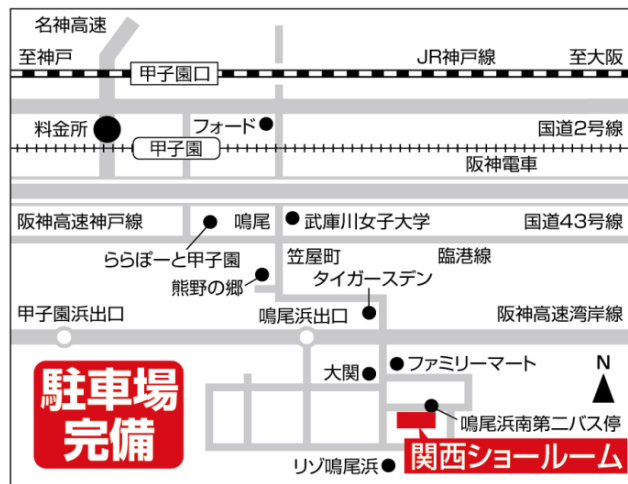 名神高速
至神戸
JR神戸線
至大阪
甲子園口
料金所
フォード
国道2号線
甲子園
阪神電車
阪神高速神戸線
鳴尾
武庫川女子大学
国道43号線
ららぽーと甲子園
笠屋町
臨港線
熊野の郷
タイガースデン
甲子園浜出口
鳴尾浜出口
阪神高速湾岸線
ファミリーマート
N
大関
駐車場
完備
鳴尾浜南第二バス停
関西ショールーム
リゾ鳴尾浜